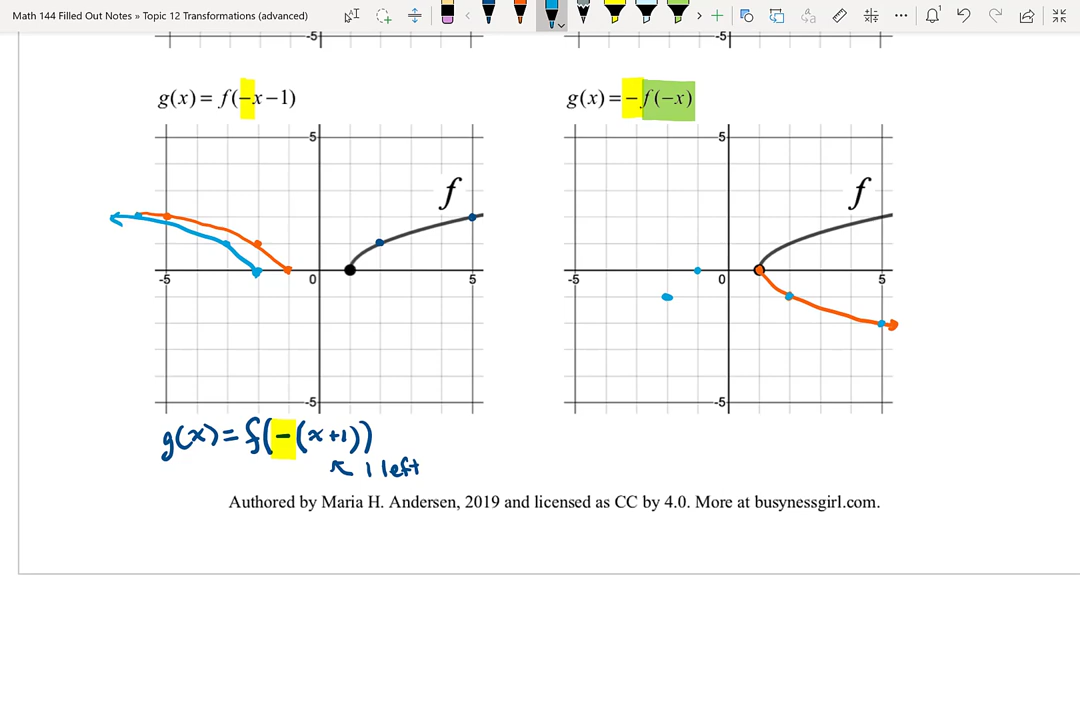 Math 144 Filled Out Notes » Topic 12 Transformations (advanced)
-5
-5
g(x) = f(-x-1)
g(x) = -f(-x)
5
5
f
f
-5
0
5
-5
0
5
-5
-5
g(x) = f(-(x+1))
1 left
Authored by Maria H. Andersen, 2019 and licensed as CC by 4.0. More at busynessgirl.com.